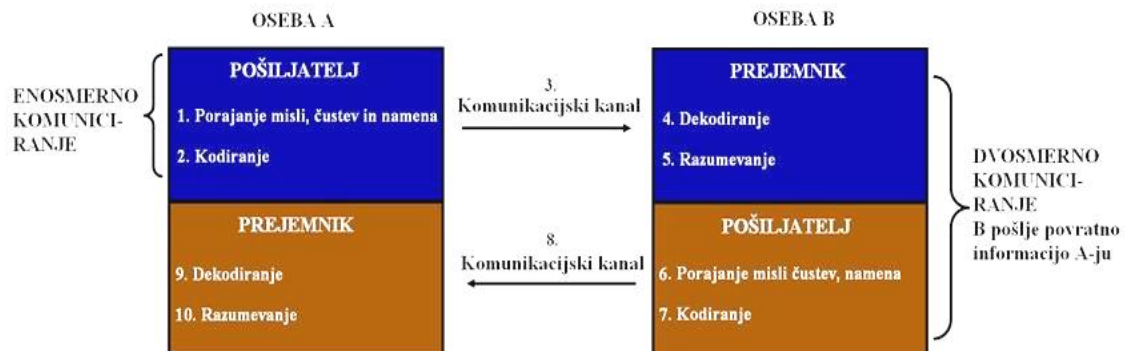 OSEBA A
OSEBA B
ENOSMERNO
KOMUNICI-
RANJE
POŠILJATELJ
1. Porajanje misli, čustev in namena
2. Kodiranje
3.
Komunikacijski kanal
PREJEMNIK
4. Dekodiranje
5. Razumevanje
PREJEMNIK
9. Dekodiranje
10. Razumevanje
8.
Komunikacijski kanal
POŠILJATELJ
6. Porajanje misli čustev, namena
7. Kodiranje
DVOSMERNO
KOMUNICI-
RANJE
B pošlje povratno
informacijo A-ju